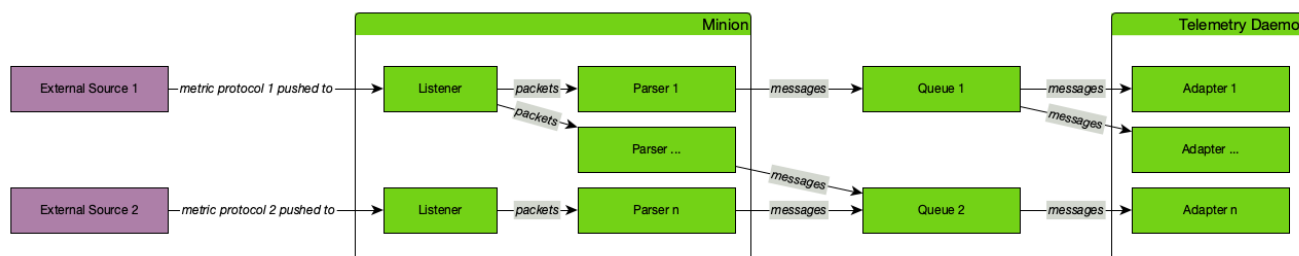 Minion
Telemetry Daemo
External Source 1
metric protocol 1 pushed to
Listener
packets
Parser 1
messages
Queue 1
messages
Adapter 1
packets
messages
Parser ...
Adapter ...
messages
External Source 2
metric protocol 2 pushed to
Listener
packets
Parser n
messages
Queue 2
messages
Adapter n